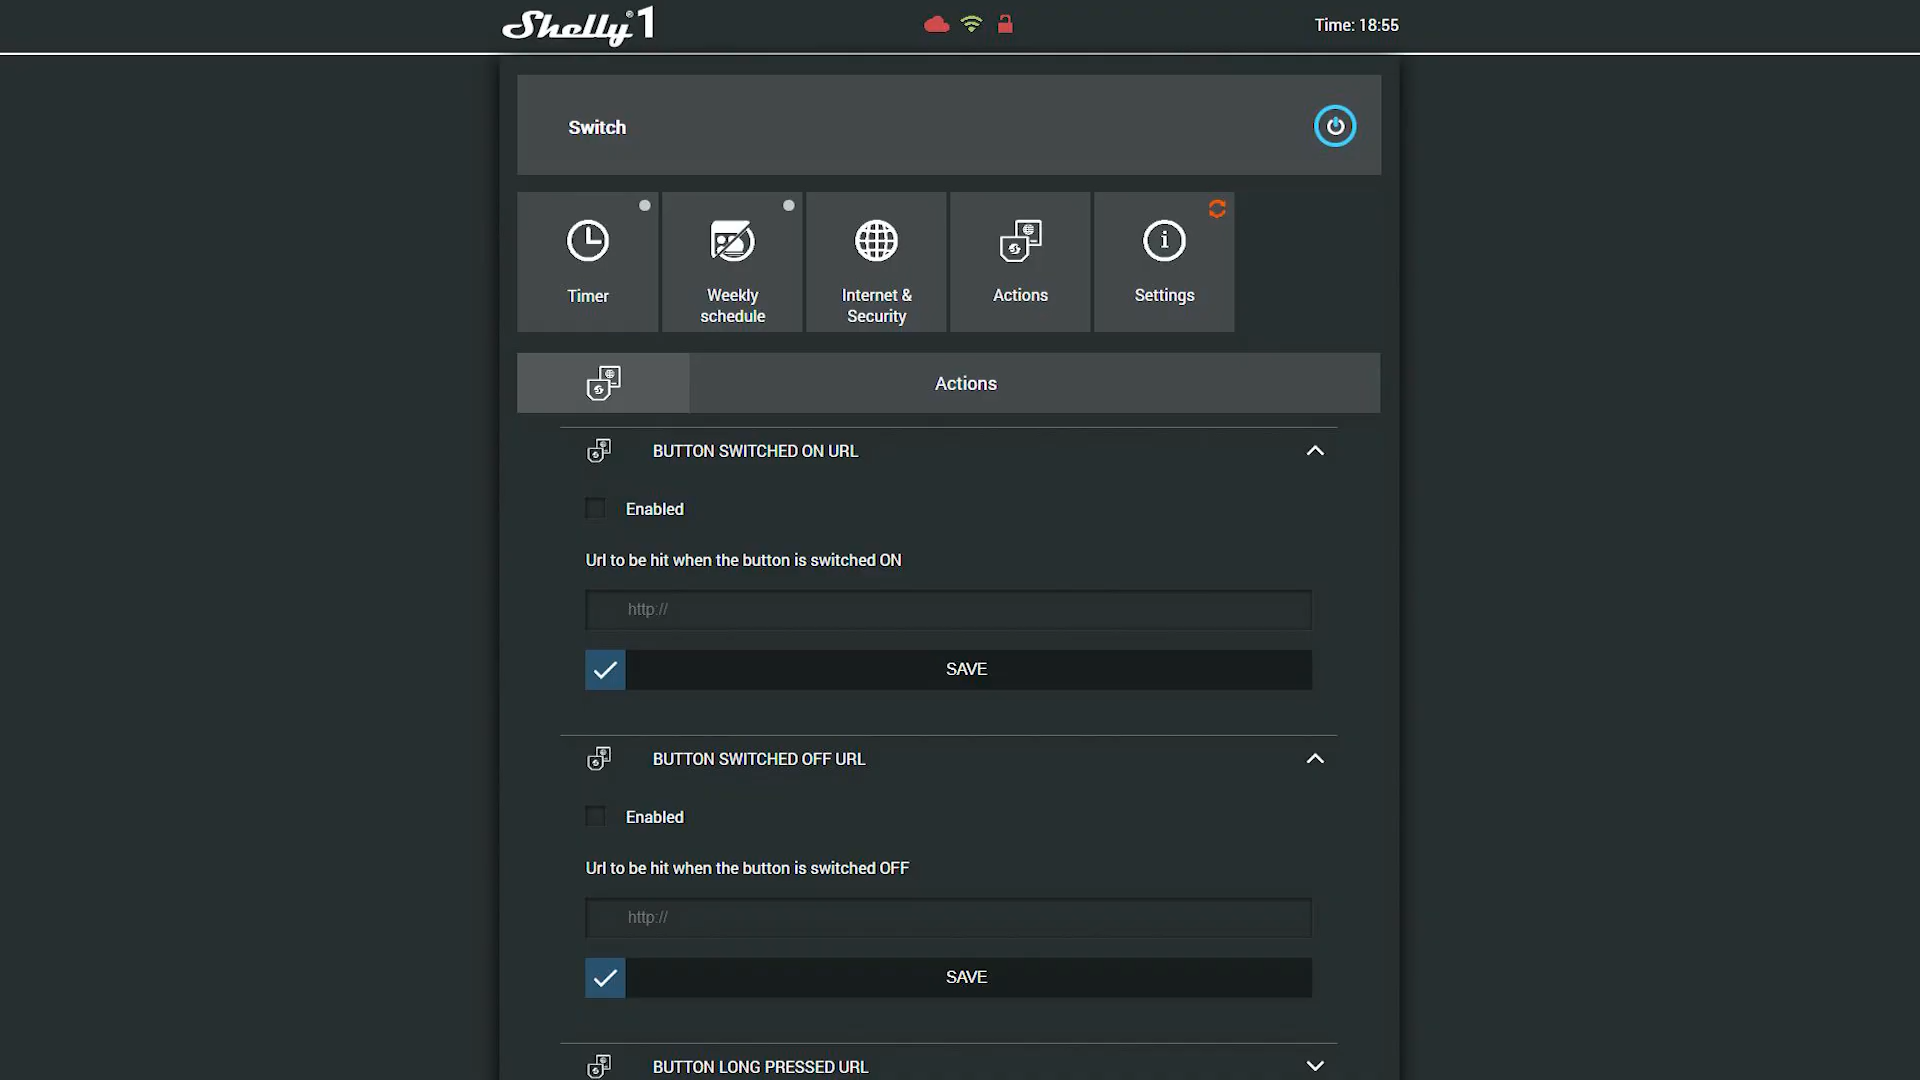 Shelly®1
Time: 18:55
Switch
Timer
Weekly
schedule
Internet &
Security
Actions
Settings
Actions
BUTTON SWITCHED ON URL
Enabled
Url to be hit when the button is switched ON
http://
SAVE
BUTTON SWITCHED OFF URL
Enabled
Url to be hit when the button is switched OFF
http://
SAVE
BUTTON LONG PRESSED URL